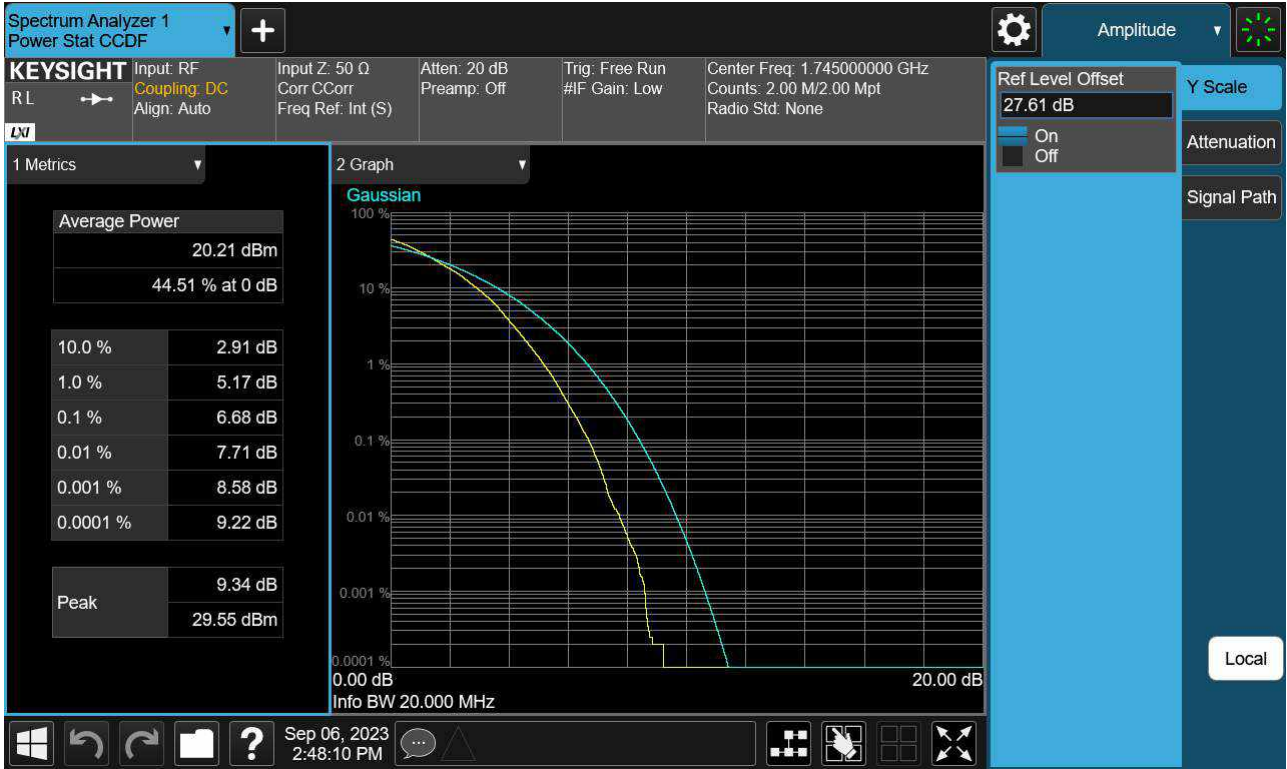 Spectrum Analyzer 1
Power Stat CCDF
Amplitude
KEYSIGHT
RL
LXI
Input: RF
Coupling: DC
Align: Auto
Input Z: 50 Ω
Corr CCorr
Freq Ref: Int (S)
Atten: 20 dB
Preamp: Off
Trig: Free Run
#IF Gain: Low
Center Freq: 1.745000000 GHz
Counts: 2.00 M/2.00 Mpt
Radio Std: None
Ref Level Offset
27.61 dB
On
Off
Y Scale
Attenuation
Signal Path
Local
1 Metrics
Average Power
20.21 dBm
44.51 % at 0 dB
10.0 % 2.91 dB
1.0 % 5.17 dB
0.1 % 6.68 dB
0.01 % 7.71 dB
0.001 % 8.58 dB
0.0001 % 9.22 dB
Peak
9.34 dB
29.55 dBm
2 Graph
Gaussian
100 %
10 %
1 %
0.1 %
0.01 %
0.001 %
0.0001 %
0.00 dB 20.00 dB
Info BW 20.000 MHz
?
Sep 06, 2023
2:48:10 PM